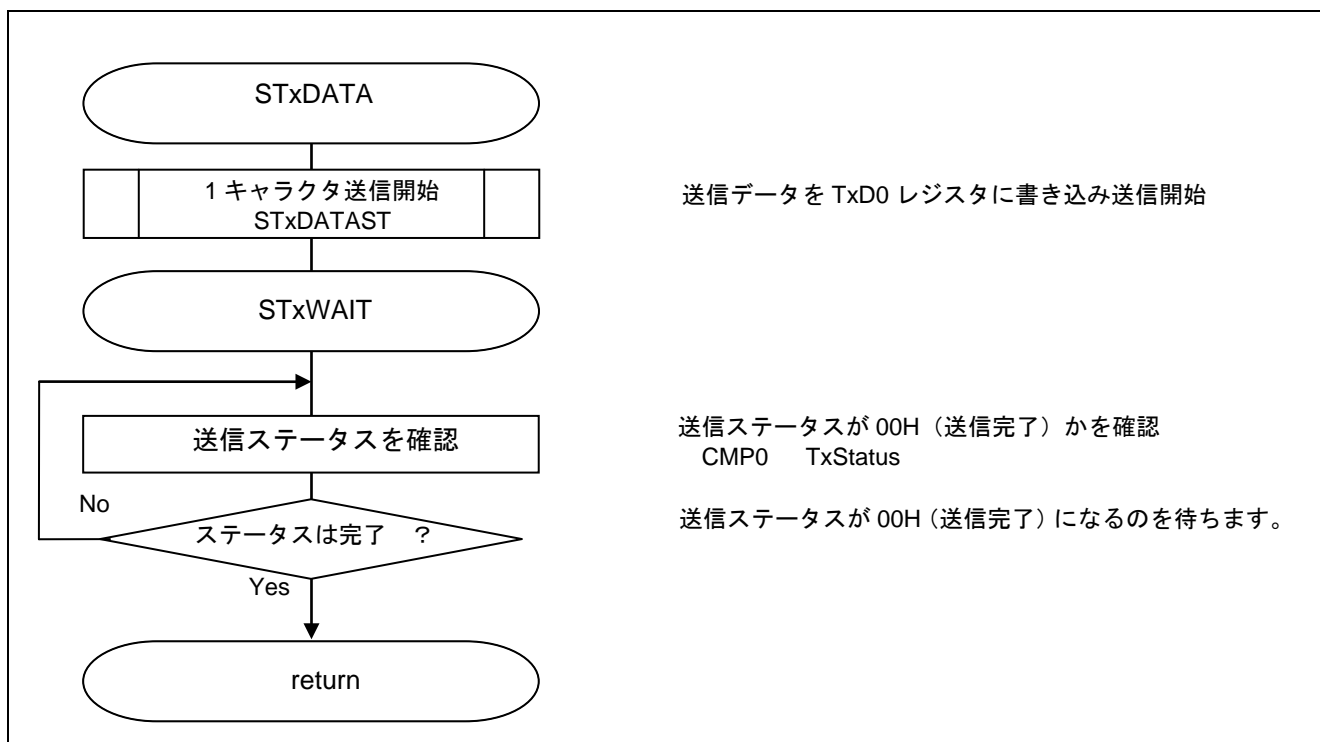 STxDATA
1 キャラクタ送信開始
STxDATAST
送信データを TxD0 レジスタに書き込み送信開始
STxWAIT
送信ステータスを確認
送信ステータスが 00H（送信完了）かを確認
CMP0 TxStatus
No
ステータスは完了 ？
送信ステータスが 00H（送信完了）になるのを待ちます。
Yes
return